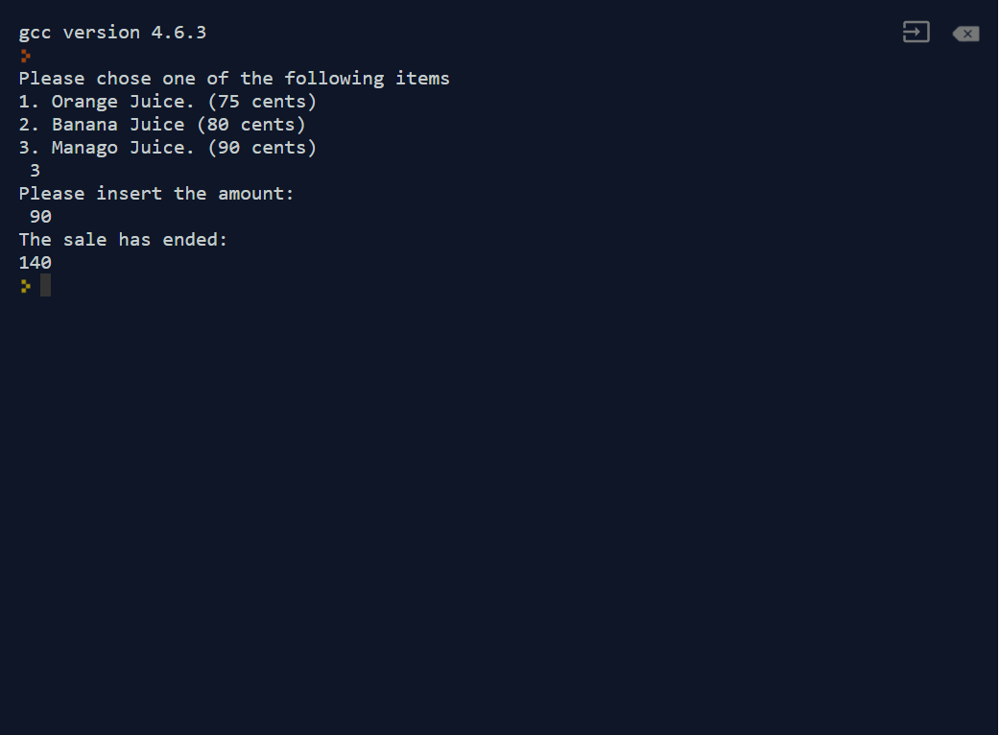 gcc version 4.6.3
>
Please chose one of the following items
1. Orange Juice. (75 cents)
2. Banana Juice (80 cents)
3. Manago Juice. (90 cents)
3
Please insert the amount:
90
The sale has ended:
140
>